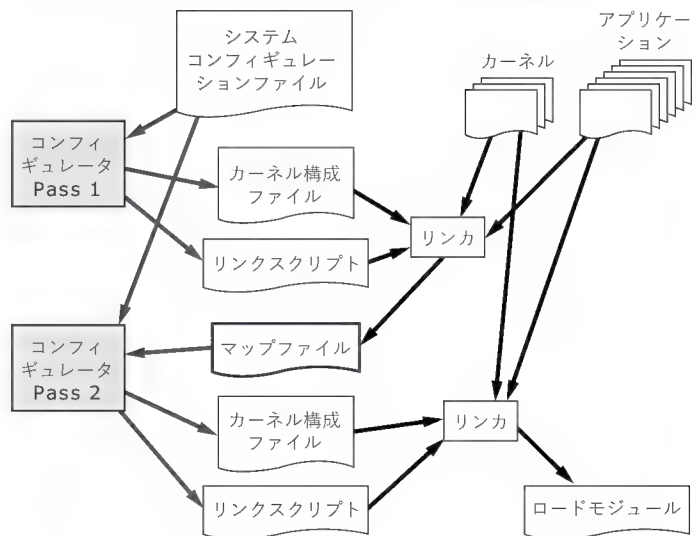 システム
コンフィギュレー
ションファイル
カーネル
アプリケー
ション
コンフィ
ギュレータ
Pass 1
カーネル構成
ファイル
リンカ
リンクスクリプト
コンフィ
ギュレータ
Pass 2
マップファイル
カーネル構成
ファイル
リンカ
リンクスクリプト
ロードモジュール